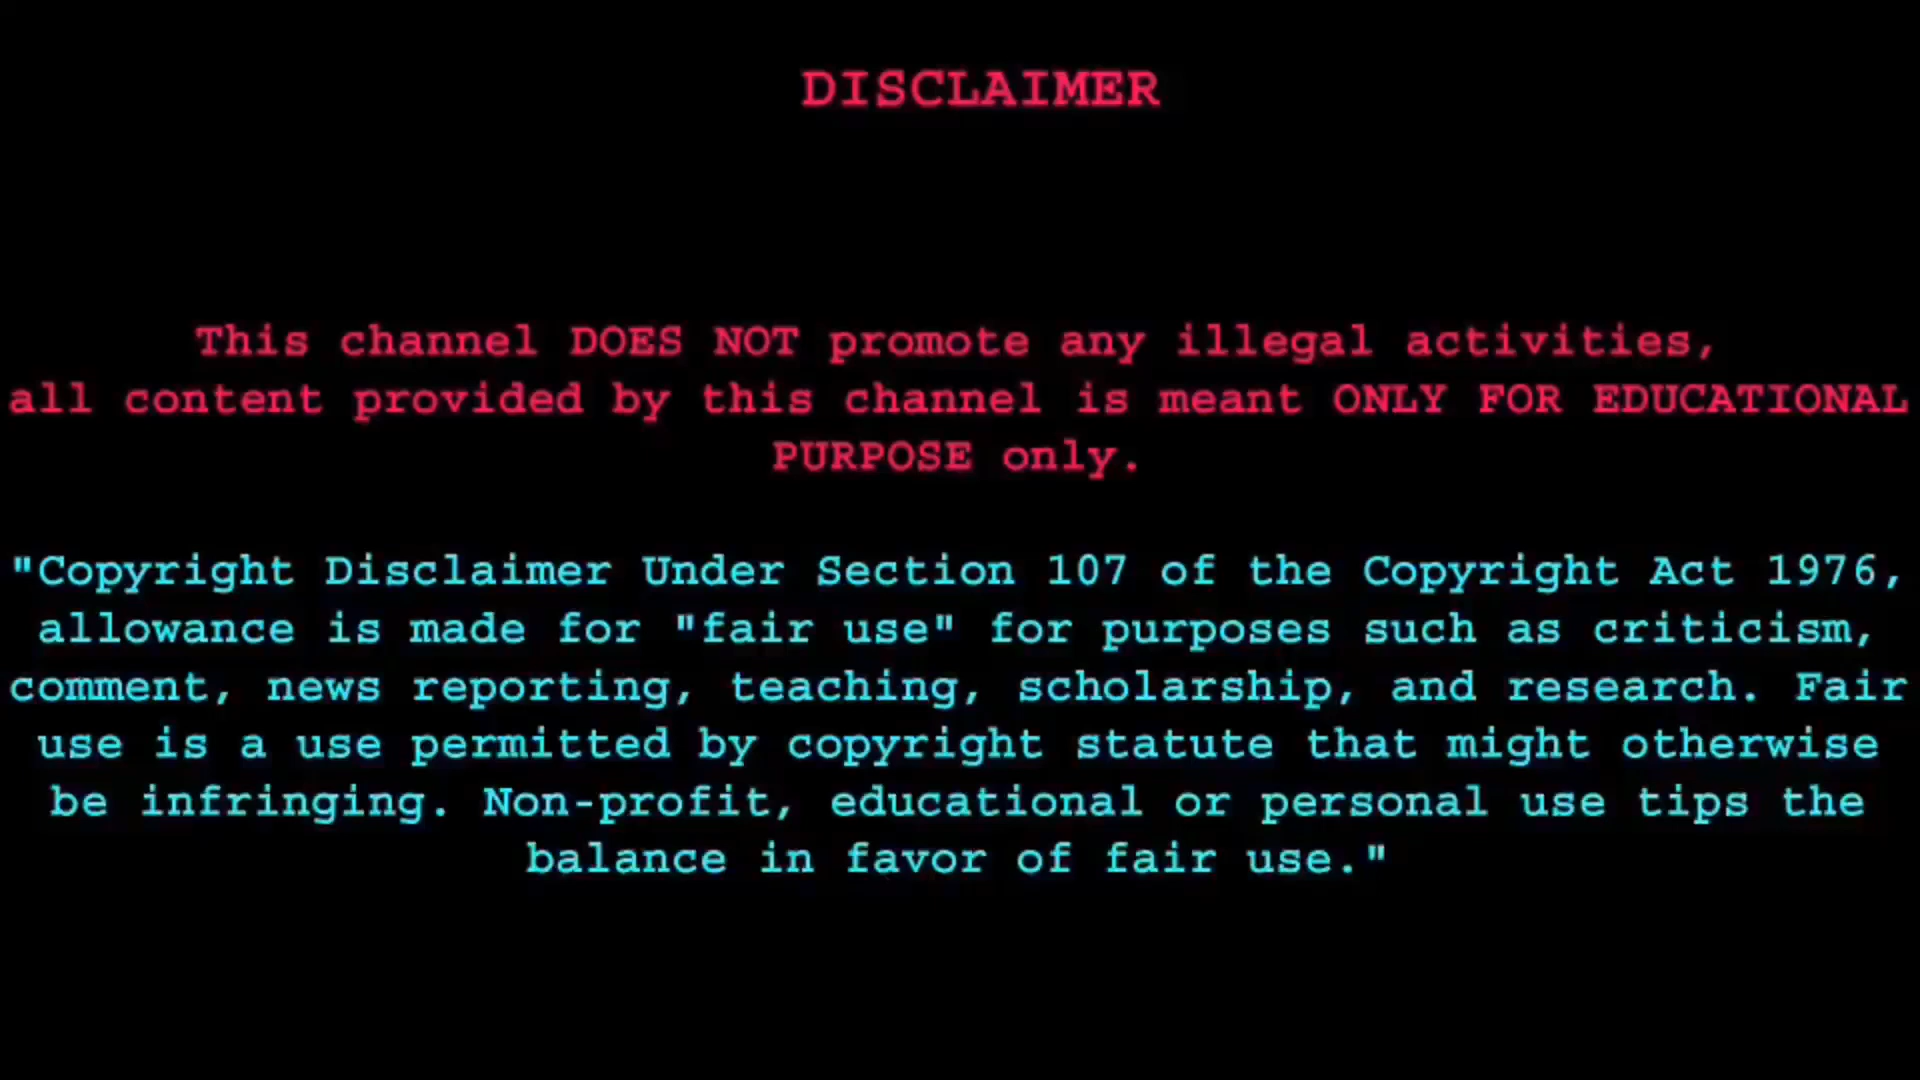 DISCLAIMER
This channel DOES NOT promote any illegal activities,
all content provided by this channel is meant ONLY FOR EDUCATIONAL
PURPOSE only.
"Copyright Disclaimer Under Section 107 of the Copyright Act 1976,
allowance is made for "fair use" for purposes such as criticism,
comment, news reporting, teaching, scholarship, and research. Fair
use is a use permitted by copyright statute that might otherwise
be infringing. Non-profit, educational or personal use tips the
balance in favor of fair use."